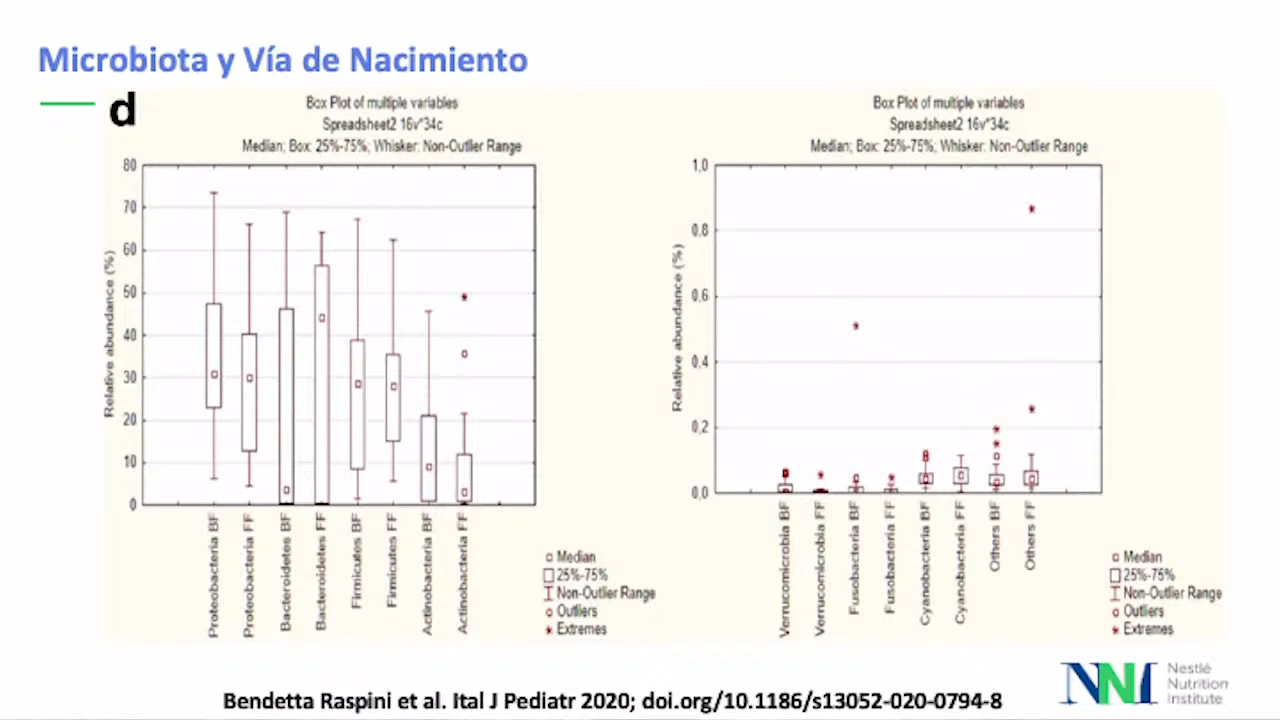 Microbiota y Vía de Nacimiento
d
Box Plot of multiple variables
Spreadsheet2 16v*34c
Median; Box: 25%-75%; Whisker: Non-Outlier Range
80
70
60
50
40
30
20
10
0
Relative abundance (%)
Proteobacteria BF
Proteobacteria FF
Bacteroidetes BF
Bacteroidetes FF
Firmicutes BF
Firmicutes FF
Actinobacteria BF
Actinobacteria FF
Median
25%-75%
Non-Outlier Range
Outliers
Extremes
Box Plot of multiple variables
Spreadsheet2 16v*34c
Median; Box: 25%-75%; Whisker: Non-Outlier Range
1,0
0,8
0,6
0,4
0,2
0,0
Relative abundance (%)
Verrucomicrobia BF
Verrucomicrobia FF
Fusobacteria BF
Fusobacteria FF
Cyanobacteria BF
Cyanobacteria FF
Others BF
Others FF
Median
25%-75%
Non-Outlier Range
Outliers
Extremes
Bendetta Raspini et al. Ital J Pediatr 2020; doi.org/10.1186/s13052-020-0794-8
NNI
Nestlé
Nutrition
Institute